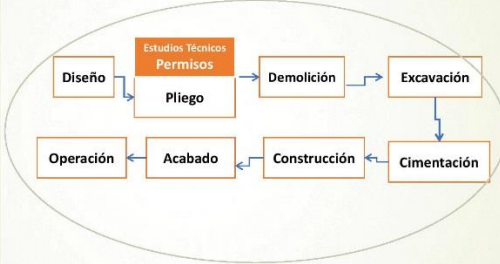 Estudios Técnicos
Permisos
Diseño
Pliego
Demolición
Excavación
Operación
Acabado
Construcción
Cimentación